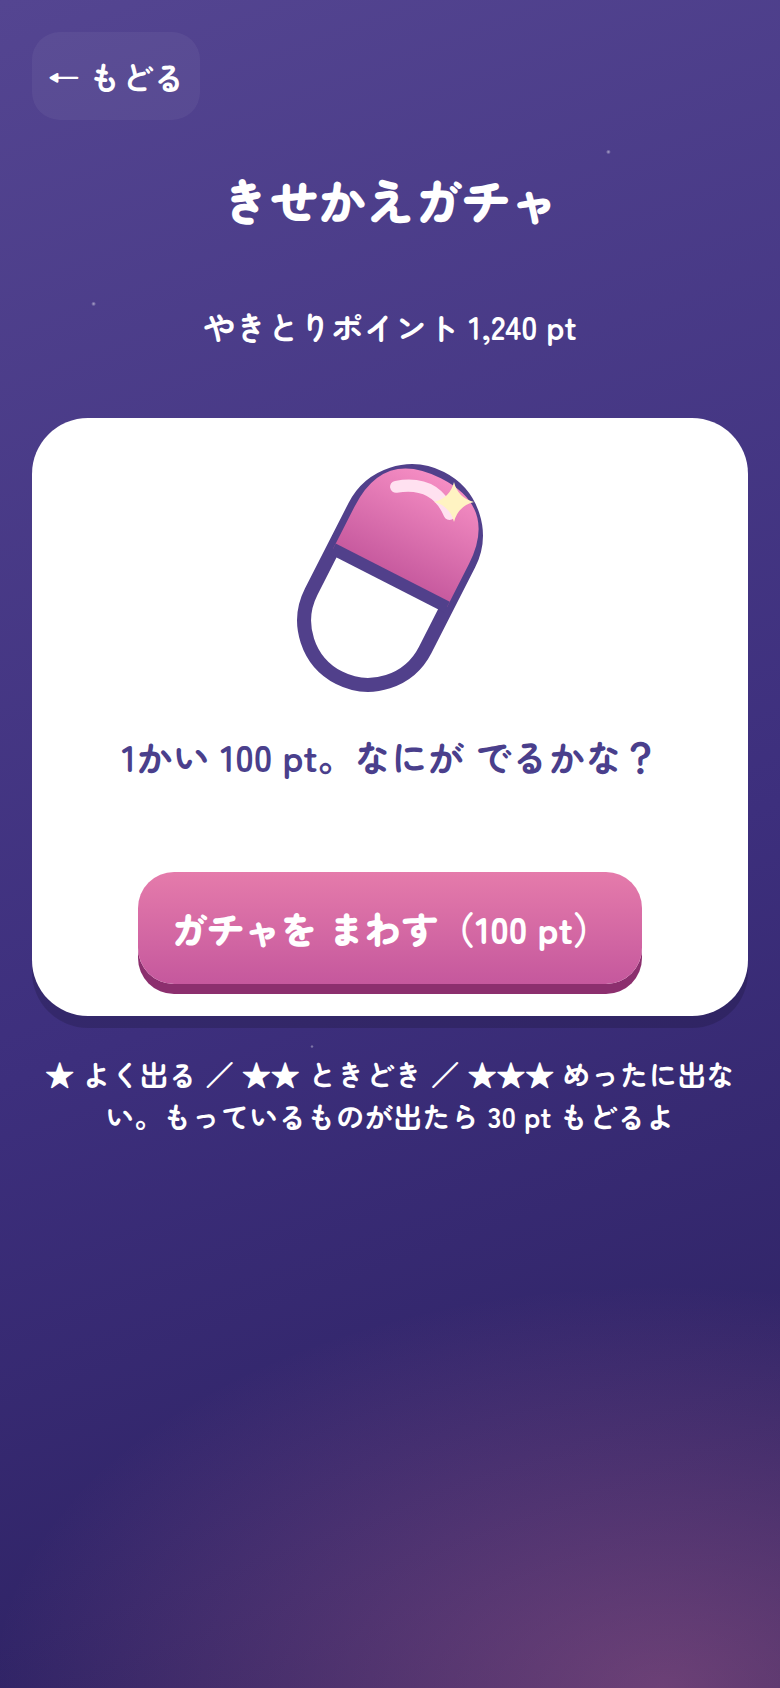 ← もどる
きせかえガチャ
やきとりポイント 1,240 pt
1かい 100 pt。なにが でるかな？
ガチャを まわす（100 pt）
★ よく出る ／ ★★ ときどき ／ ★★★ めったに出な
い。もっているものが出たら 30 pt もどるよ